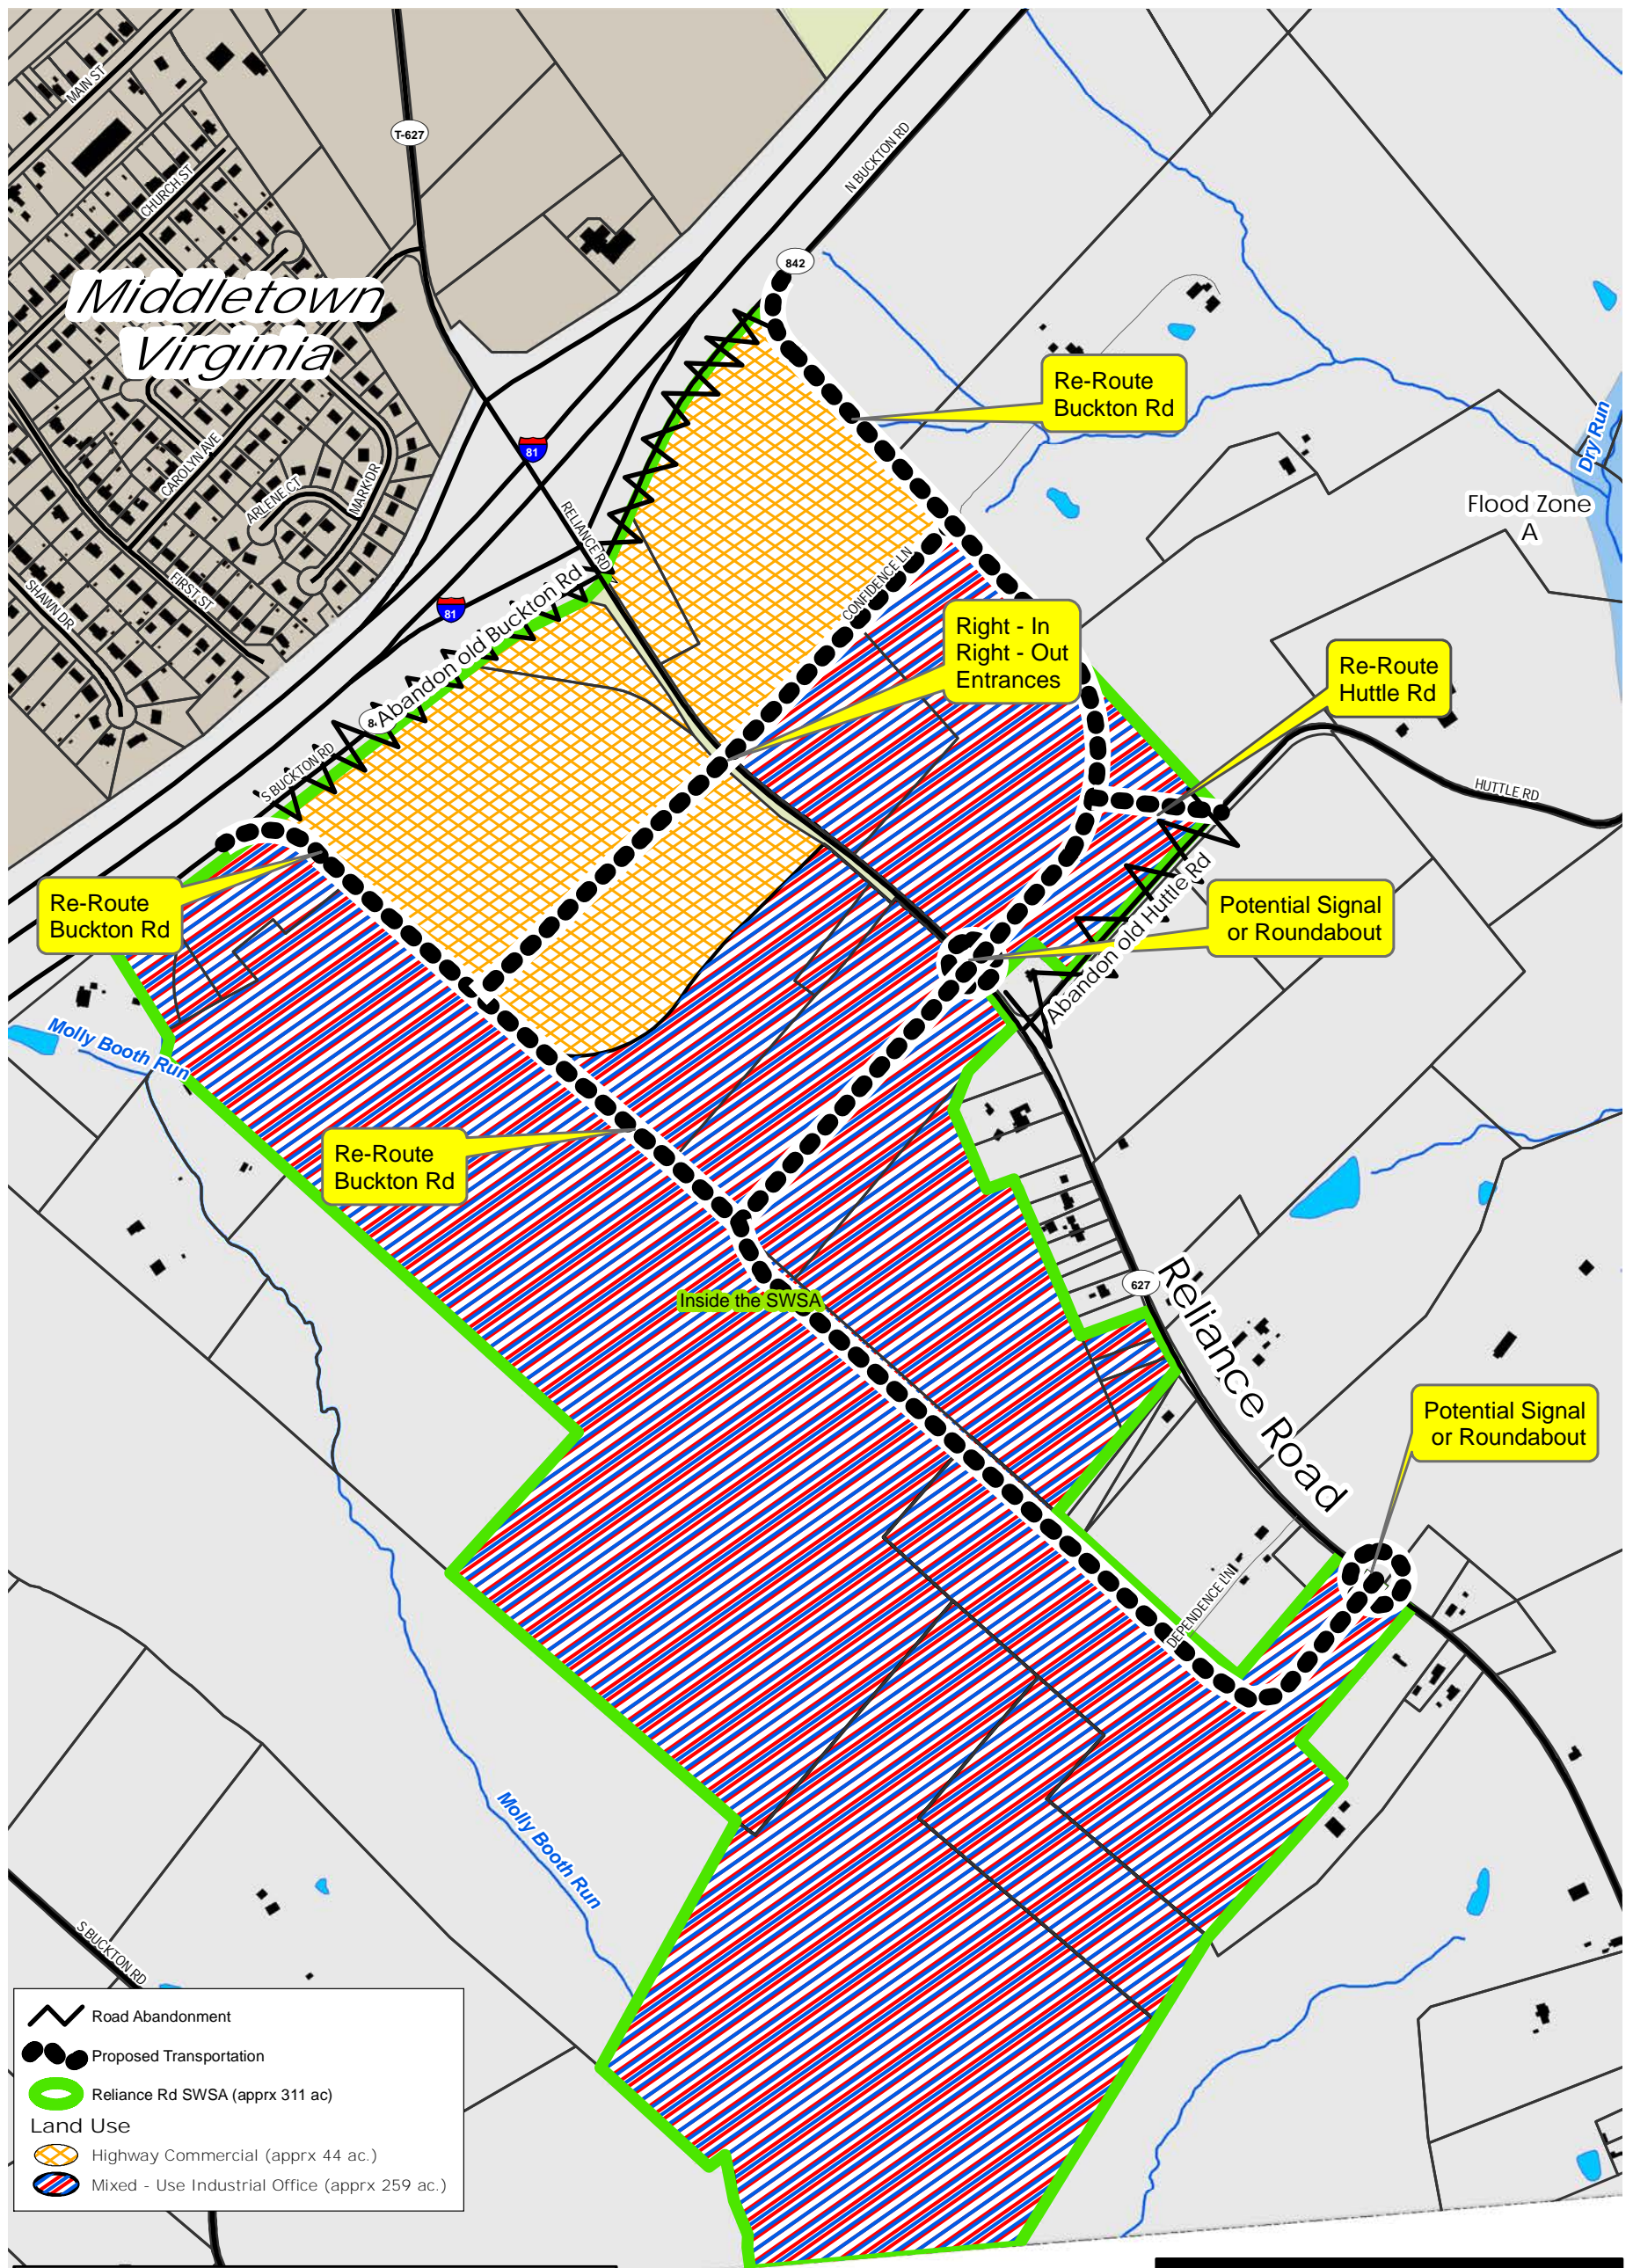 MAIN ST
T-627
CHURCH ST
N BUCKTON RD
842
Middletown
Virginia
Re-Route
Buckton Rd
Dry Run
CAROLYN AVE
ARLENE CT
MARK DR
81
Flood Zone
A
RELIANCE RD
SHAWN DR
FIRST ST
81
CONFIDENCE LN
Abandon old Buckton Rd
Right - In
Right - Out
Entrances
Re-Route
Huttle Rd
S BUCKTON RD
HUTTLE RD
Re-Route
Buckton Rd
Abandon old Huttle Rd
Potential Signal
or Roundabout
Molly Booth Run
Re-Route
Buckton Rd
627
Inside the SWSA
Reliance Road
Potential Signal
or Roundabout
DEPENDENCE LN
Molly Booth Run
S BUCKTON RD
Road Abandonment
Proposed Transportation
Reliance Rd SWSA (apprx 311 ac)
Land Use
Highway Commercial (apprx 44 ac.)
Mixed - Use Industrial Office (apprx 259 ac.)